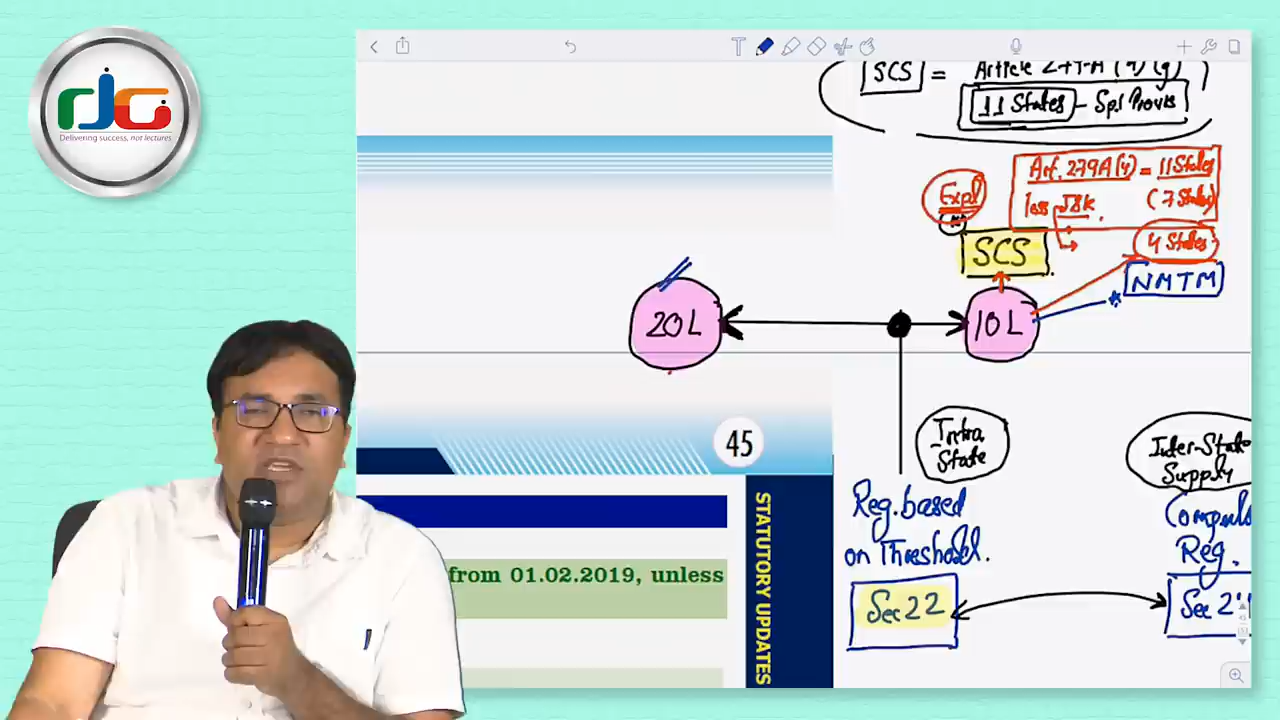 Delivering success, not lectures
SCS = Article 279-A (4) (g)
11 States - Spl Provis
Art. 279A(4) = 11 States
less J&K. (7 States)
Expl
SCS
4 States
NMTM
20L
10L
45
Intra
State
Inter-State
Supply
Reg. based
on Threshold.
Compuls
Reg.
Sec 22
from 01.02.2019, unless
STATUTORY UPDATES